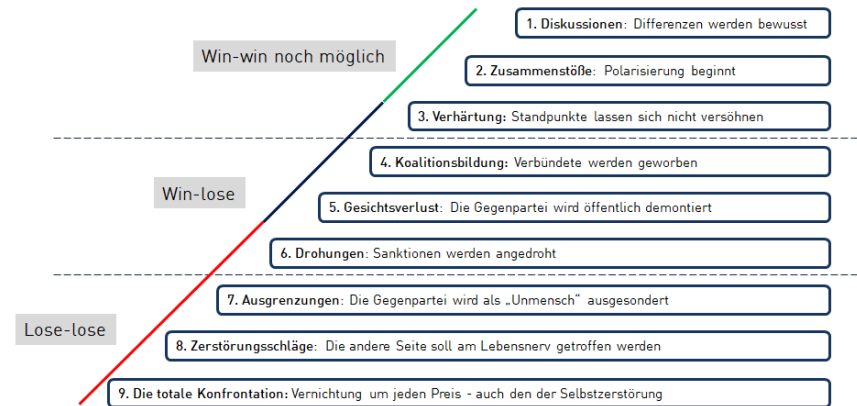 1. Diskussionen: Differenzen werden bewusst
Win-win noch möglich
2. Zusammenstöße: Polarisierung beginnt
3. Verhärtung: Standpunkte lassen sich nicht versöhnen
4. Koalitionsbildung: Verbündete werden geworben
Win-lose
5. Gesichtsverlust: Die Gegenpartei wird öffentlich demontiert
6. Drohungen: Sanktionen werden angedroht
7. Ausgrenzungen: Die Gegenpartei wird als „Unmensch“ ausgesondert
Lose-lose
8. Zerstörungsschläge: Die andere Seite soll am Lebensnerv getroffen werden
9. Die totale Konfrontation: Vernichtung um jeden Preis - auch den der Selbstzerstörung